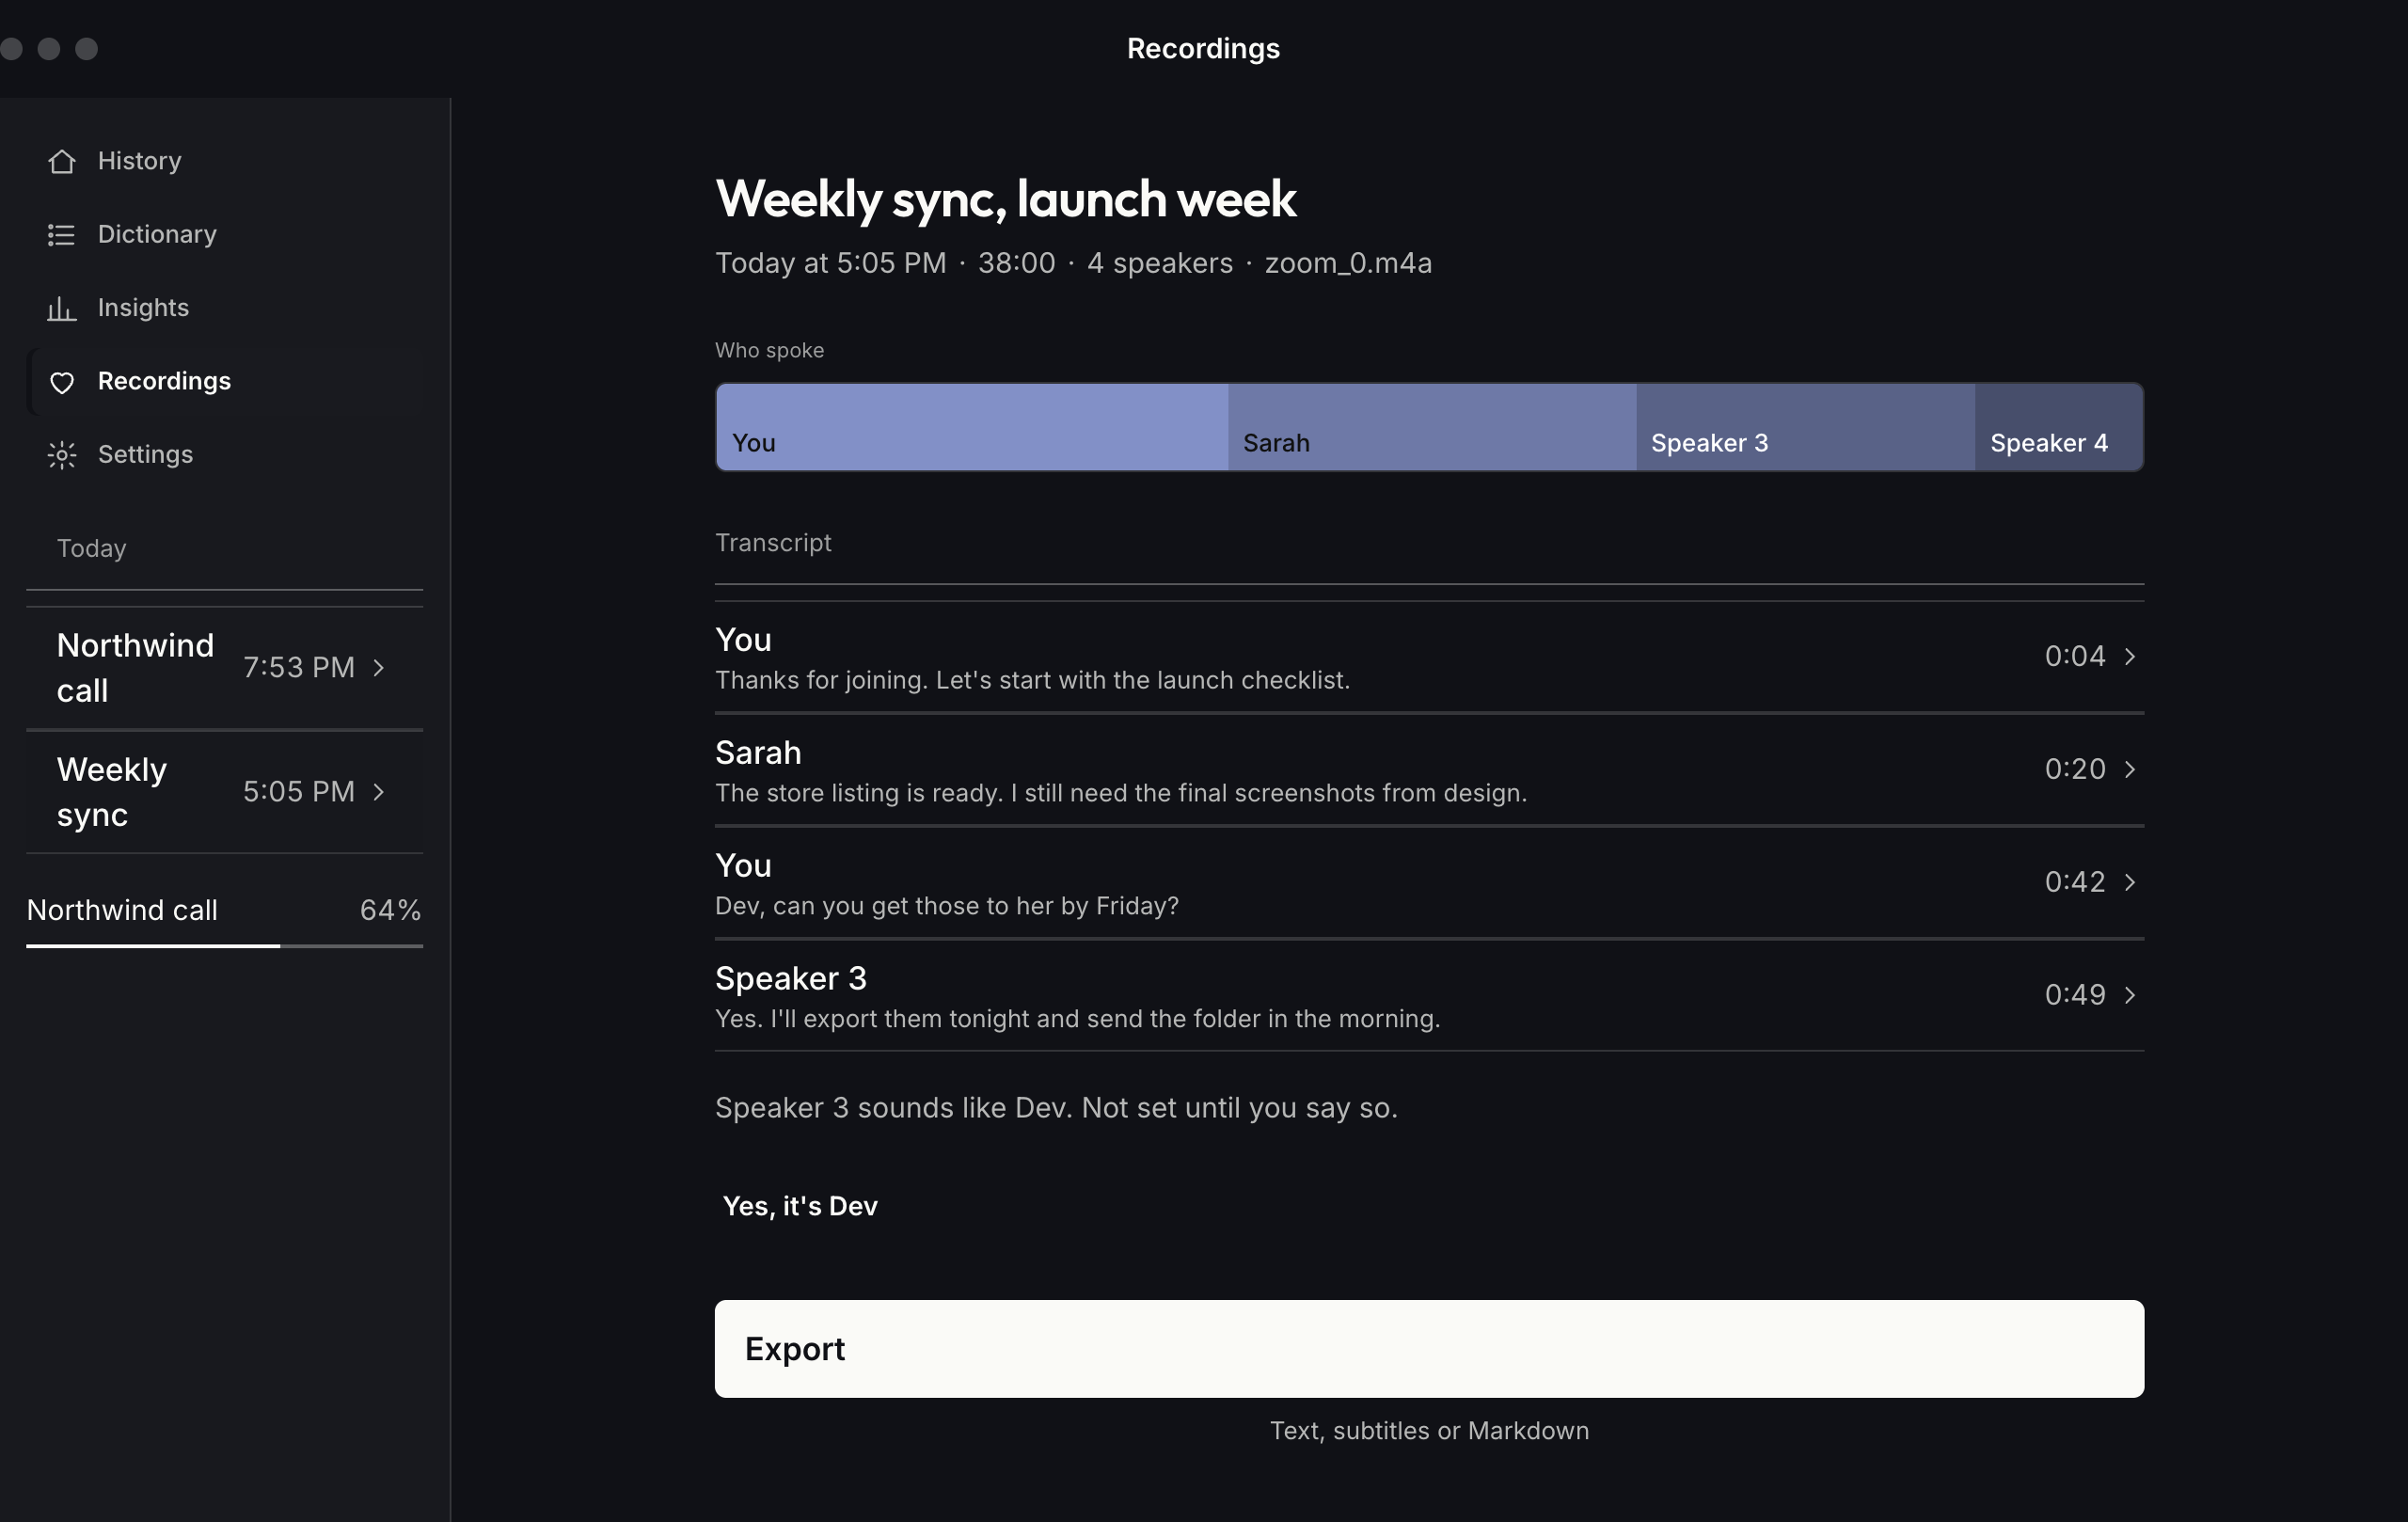 Recordings
History
Dictionary
Insights
Recordings
Settings
Today
Northwind call
7:53 PM
Weekly sync
5:05 PM
Northwind call 64%
Weekly sync, launch week
Today at 5:05 PM · 38:00 · 4 speakers · zoom_0.m4a
Who spoke
You Sarah Speaker 3 Speaker 4
Transcript
You
Thanks for joining. Let's start with the launch checklist.
0:04
Sarah
The store listing is ready. I still need the final screenshots from design.
0:20
You
Dev, can you get those to her by Friday?
0:42
Speaker 3
Yes. I'll export them tonight and send the folder in the morning.
0:49
Speaker 3 sounds like Dev. Not set until you say so.
Yes, it's Dev
Export
Text, subtitles or Markdown